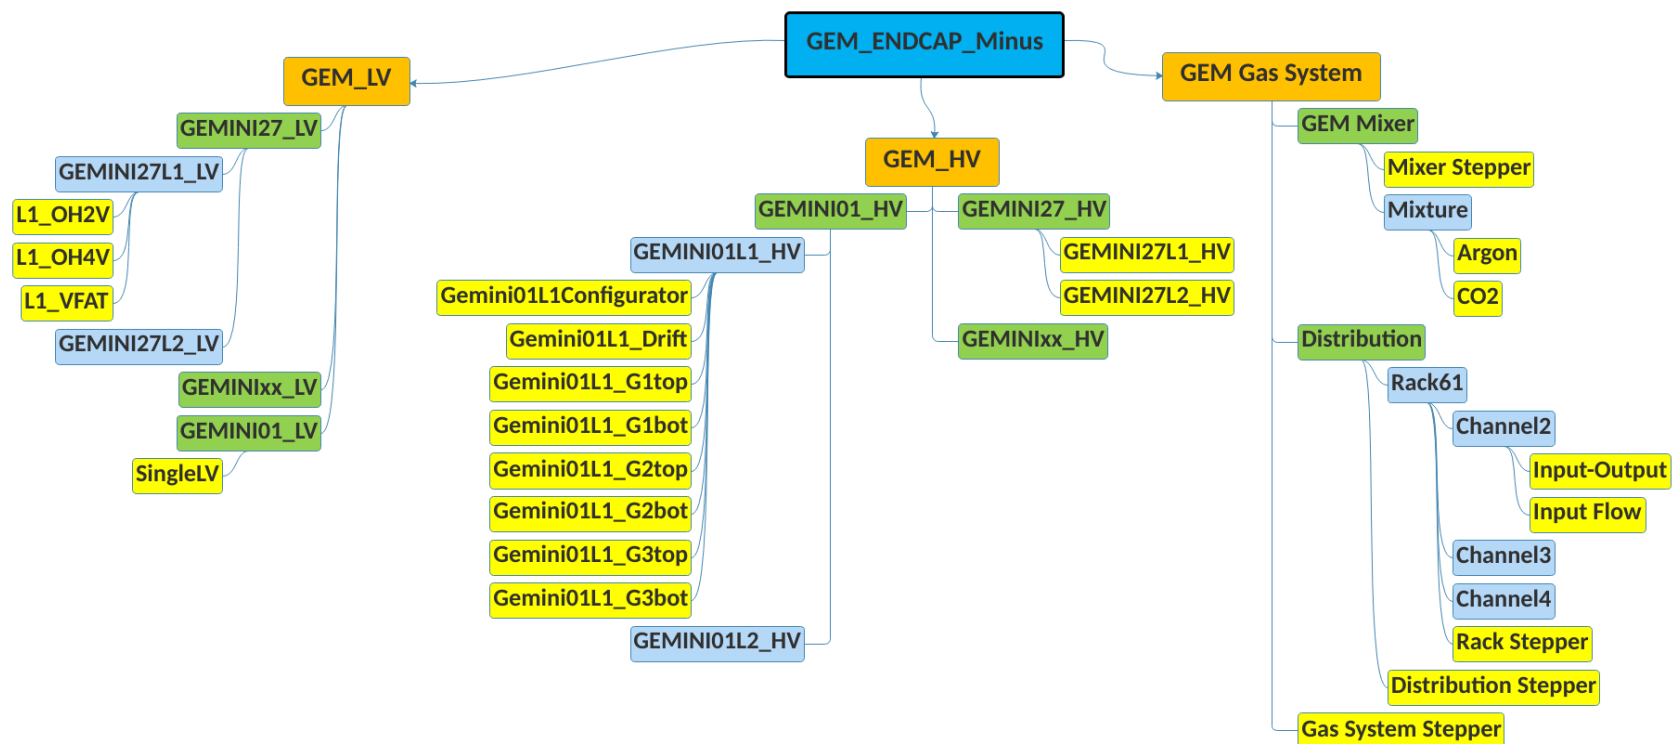 GEM_ENDCAP_Minus
GEM_LV
GEMINI27_LV
GEMINI27L1_LV
L1_OH2V
L1_OH4V
L1_VFAT
GEMINI27L2_LV
GEMINIxx_LV
GEMINI01_LV
SingleLV
GEM_HV
GEMINI01_HV
GEMINI01L1_HV
Gemini01L1Configurator
Gemini01L1_Drift
Gemini01L1_G1top
Gemini01L1_G1bot
Gemini01L1_G2top
Gemini01L1_G2bot
Gemini01L1_G3top
Gemini01L1_G3bot
GEMINI01L2_HV
GEMINI27_HV
GEMINI27L1_HV
GEMINI27L2_HV
GEMINIxx_HV
GEM Gas System
GEM Mixer
Mixer Stepper
Mixture
Argon
CO2
Distribution
Rack61
Channel2
Input-Output
Input Flow
Channel3
Channel4
Rack Stepper
Distribution Stepper
Gas System Stepper